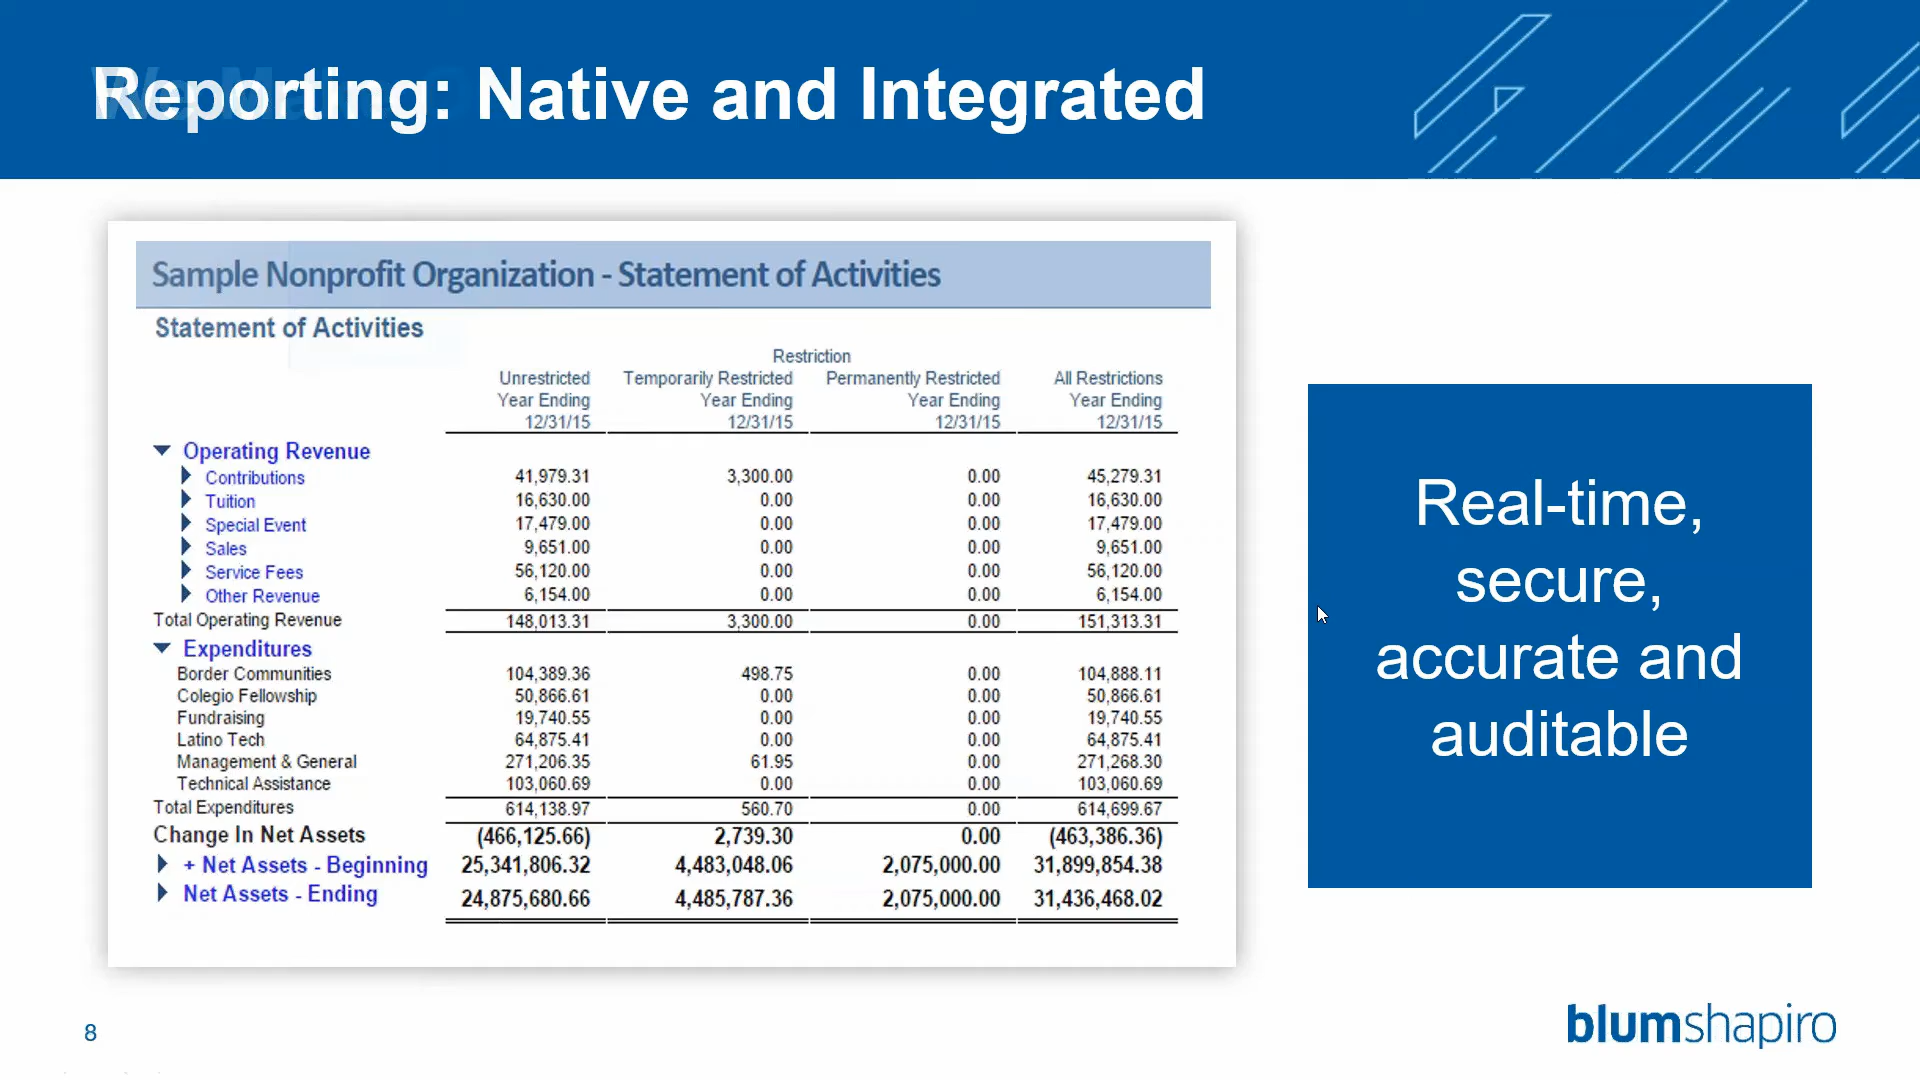 Reporting: Native and Integrated
Sample Nonprofit Organization - Statement of Activities
Statement of Activities
Restriction
Unrestricted Temporarily Restricted Permanently Restricted All Restrictions
Year Ending Year Ending Year Ending Year Ending
12/31/15 12/31/15 12/31/15 12/31/15
Operating Revenue
Contributions 41,979.31 3,300.00 0.00 45,279.31
Tuition 16,630.00 0.00 0.00 16,630.00
Special Event 17,479.00 0.00 0.00 17,479.00
Sales 9,651.00 0.00 0.00 9,651.00
Service Fees 56,120.00 0.00 0.00 56,120.00
Other Revenue 6,154.00 0.00 0.00 6,154.00
Total Operating Revenue 148,013.31 3,300.00 0.00 151,313.31
Expenditures
Border Communities 104,389.36 498.75 0.00 104,888.11
Colegio Fellowship 50,866.61 0.00 0.00 50,866.61
Fundraising 19,740.55 0.00 0.00 19,740.55
Latino Tech 64,875.41 0.00 0.00 64,875.41
Management & General 271,206.35 61.95 0.00 271,268.30
Technical Assistance 103,060.69 0.00 0.00 103,060.69
Total Expenditures 614,138.97 560.70 0.00 614,699.67
Change In Net Assets (466,125.66) 2,739.30 0.00 (463,386.36)
+ Net Assets - Beginning 25,341,806.32 4,483,048.06 2,075,000.00 31,899,854.38
Net Assets - Ending 24,875,680.66 4,485,787.36 2,075,000.00 31,436,468.02
Real-time,
secure,
accurate and
auditable
8
blumshapiro